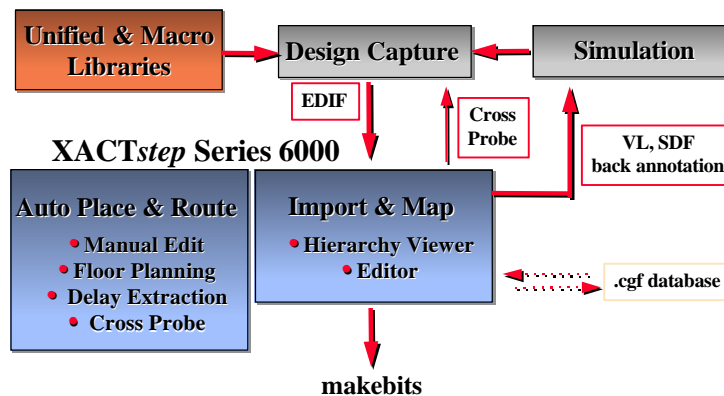 Unified & Macro
Libraries
Design Capture
Simulation
EDIF
Cross
Probe
VL, SDF
back annotation
XACTstep Series 6000
Auto Place & Route
• Manual Edit
• Floor Planning
• Delay Extraction
• Cross Probe
Import & Map
• Hierarchy Viewer
• Editor
.cgf database
makebits